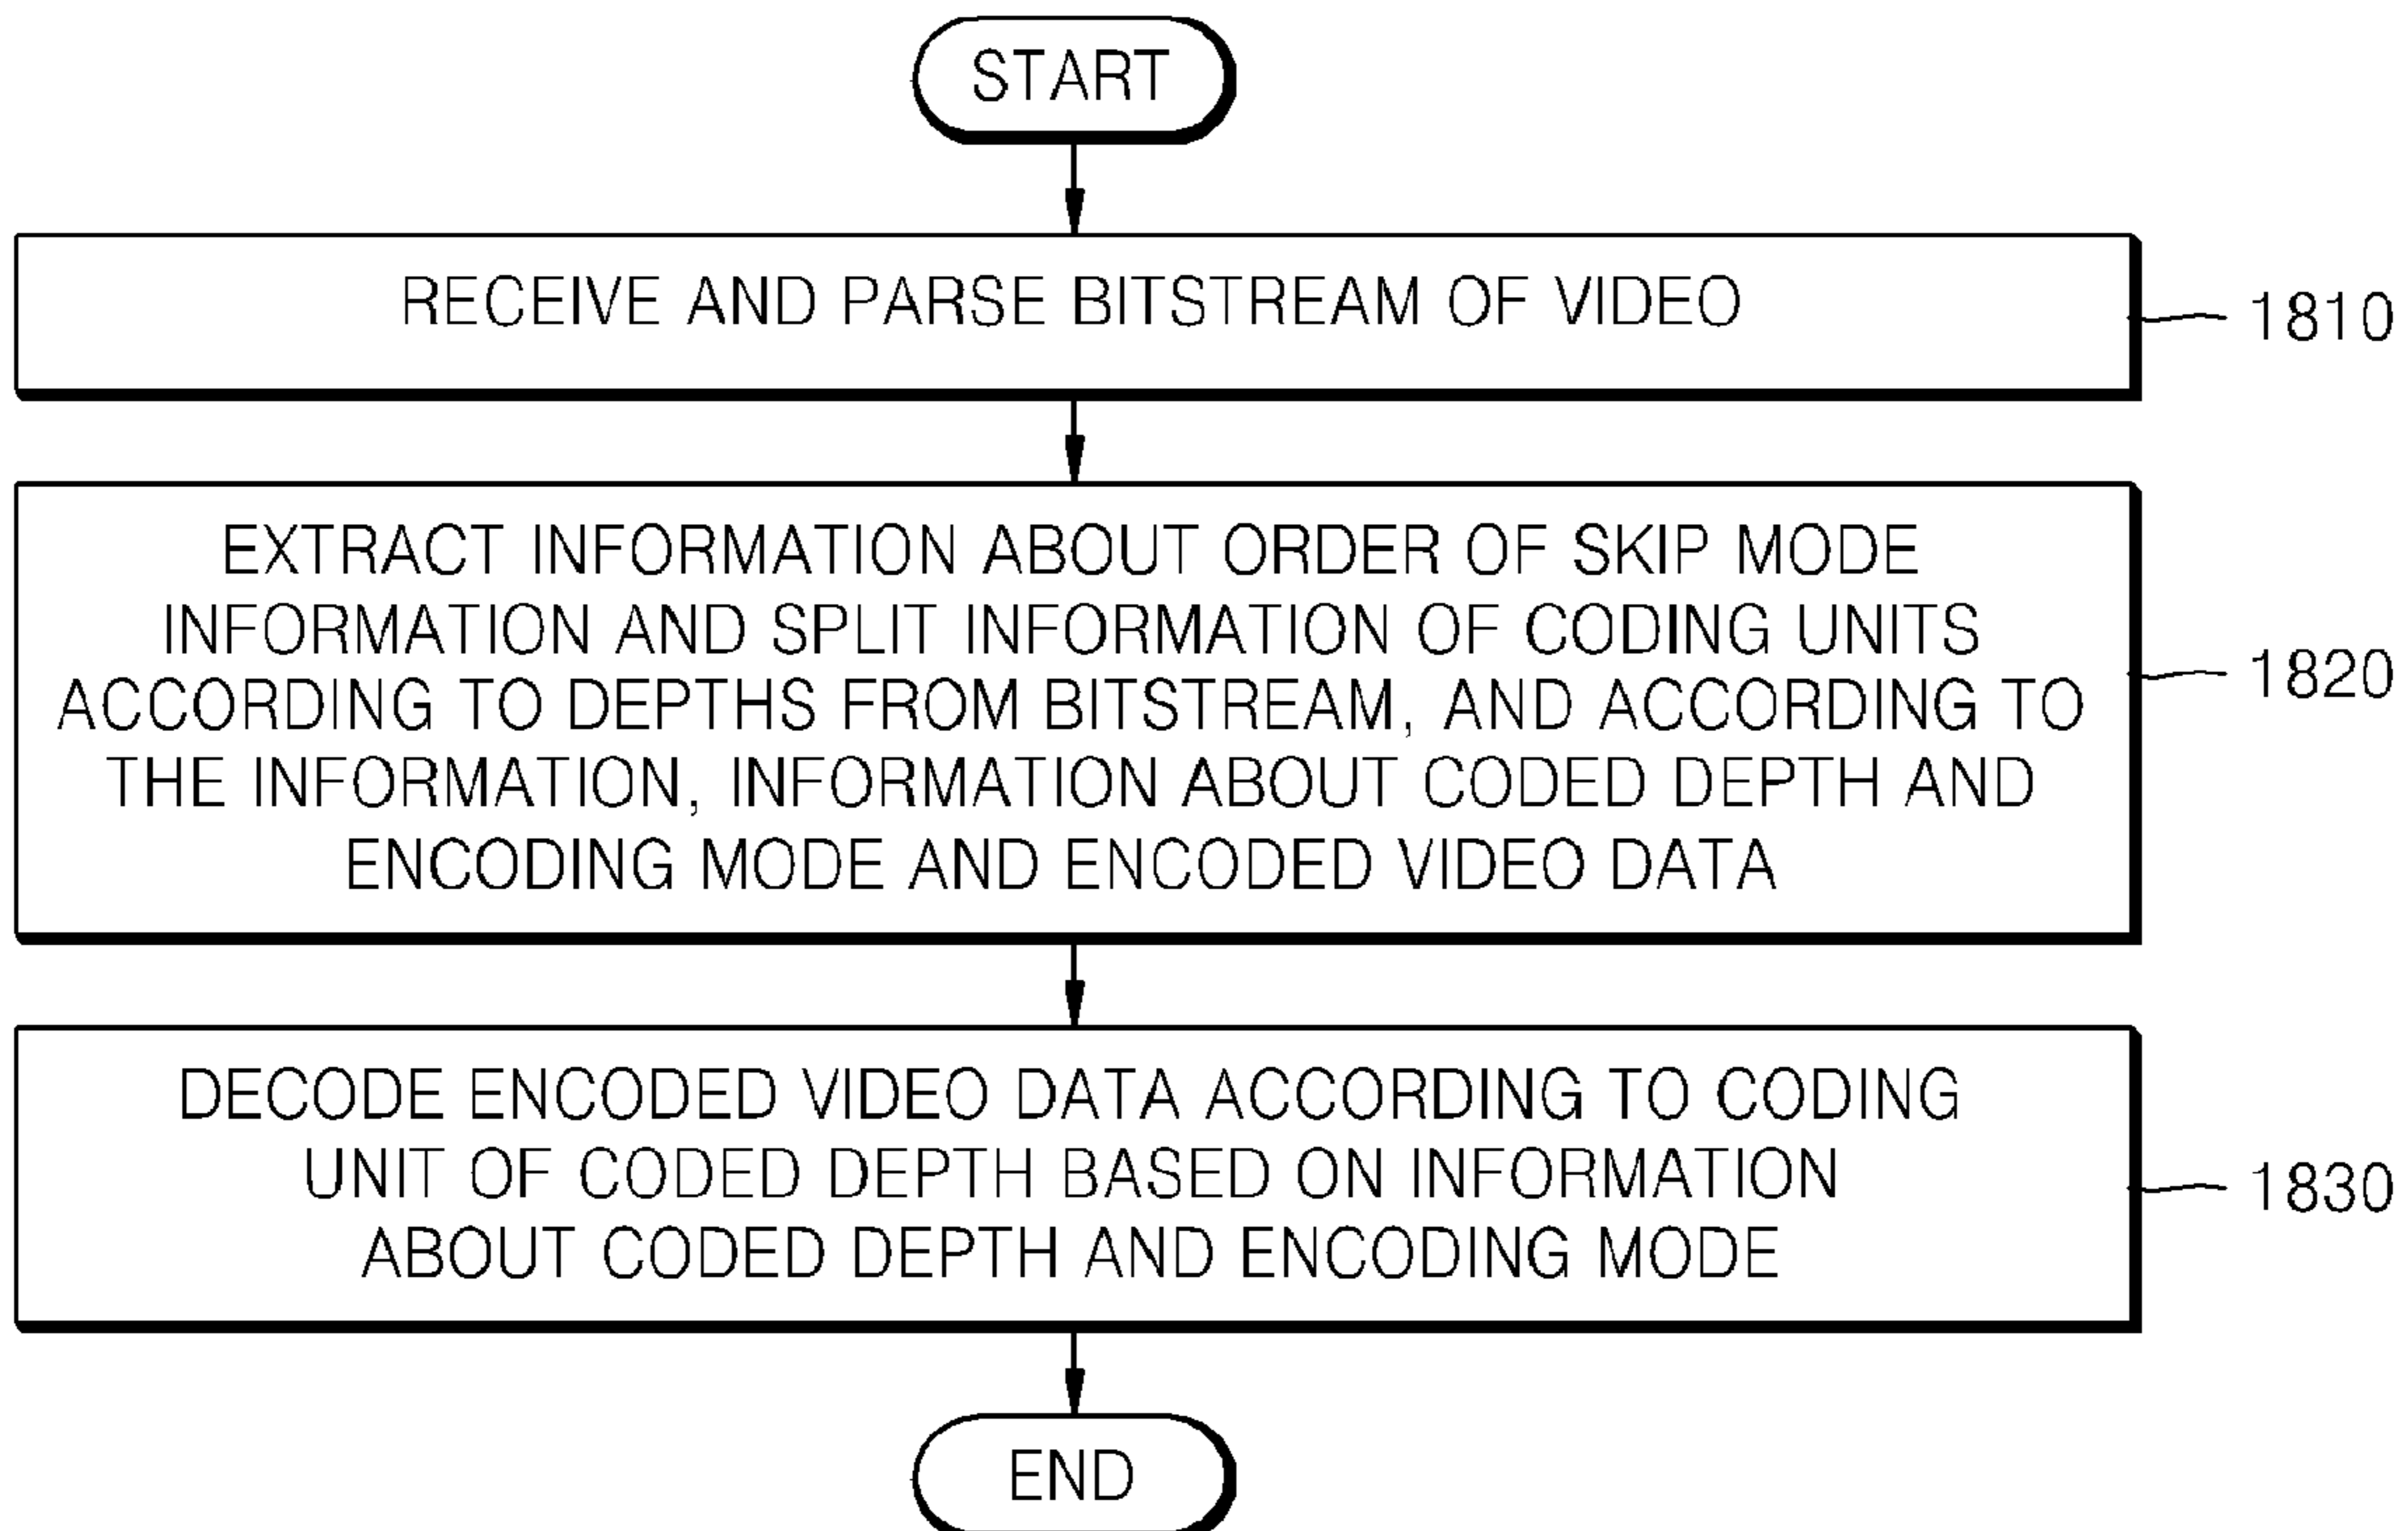 START
RECEIVE AND PARSE BITSTREAM OF VIDEO
1810
EXTRACT INFORMATION ABOUT ORDER OF SKIP MODE
INFORMATION AND SPLIT INFORMATION OF CODING UNITS
ACCORDING TO DEPTHS FROM BITSTREAM, AND ACCORDING TO
THE INFORMATION, INFORMATION ABOUT CODED DEPTH AND
ENCODING MODE AND ENCODED VIDEO DATA
1820
DECODE ENCODED VIDEO DATA ACCORDING TO CODING
UNIT OF CODED DEPTH BASED ON INFORMATION
ABOUT CODED DEPTH AND ENCODING MODE
1830
END